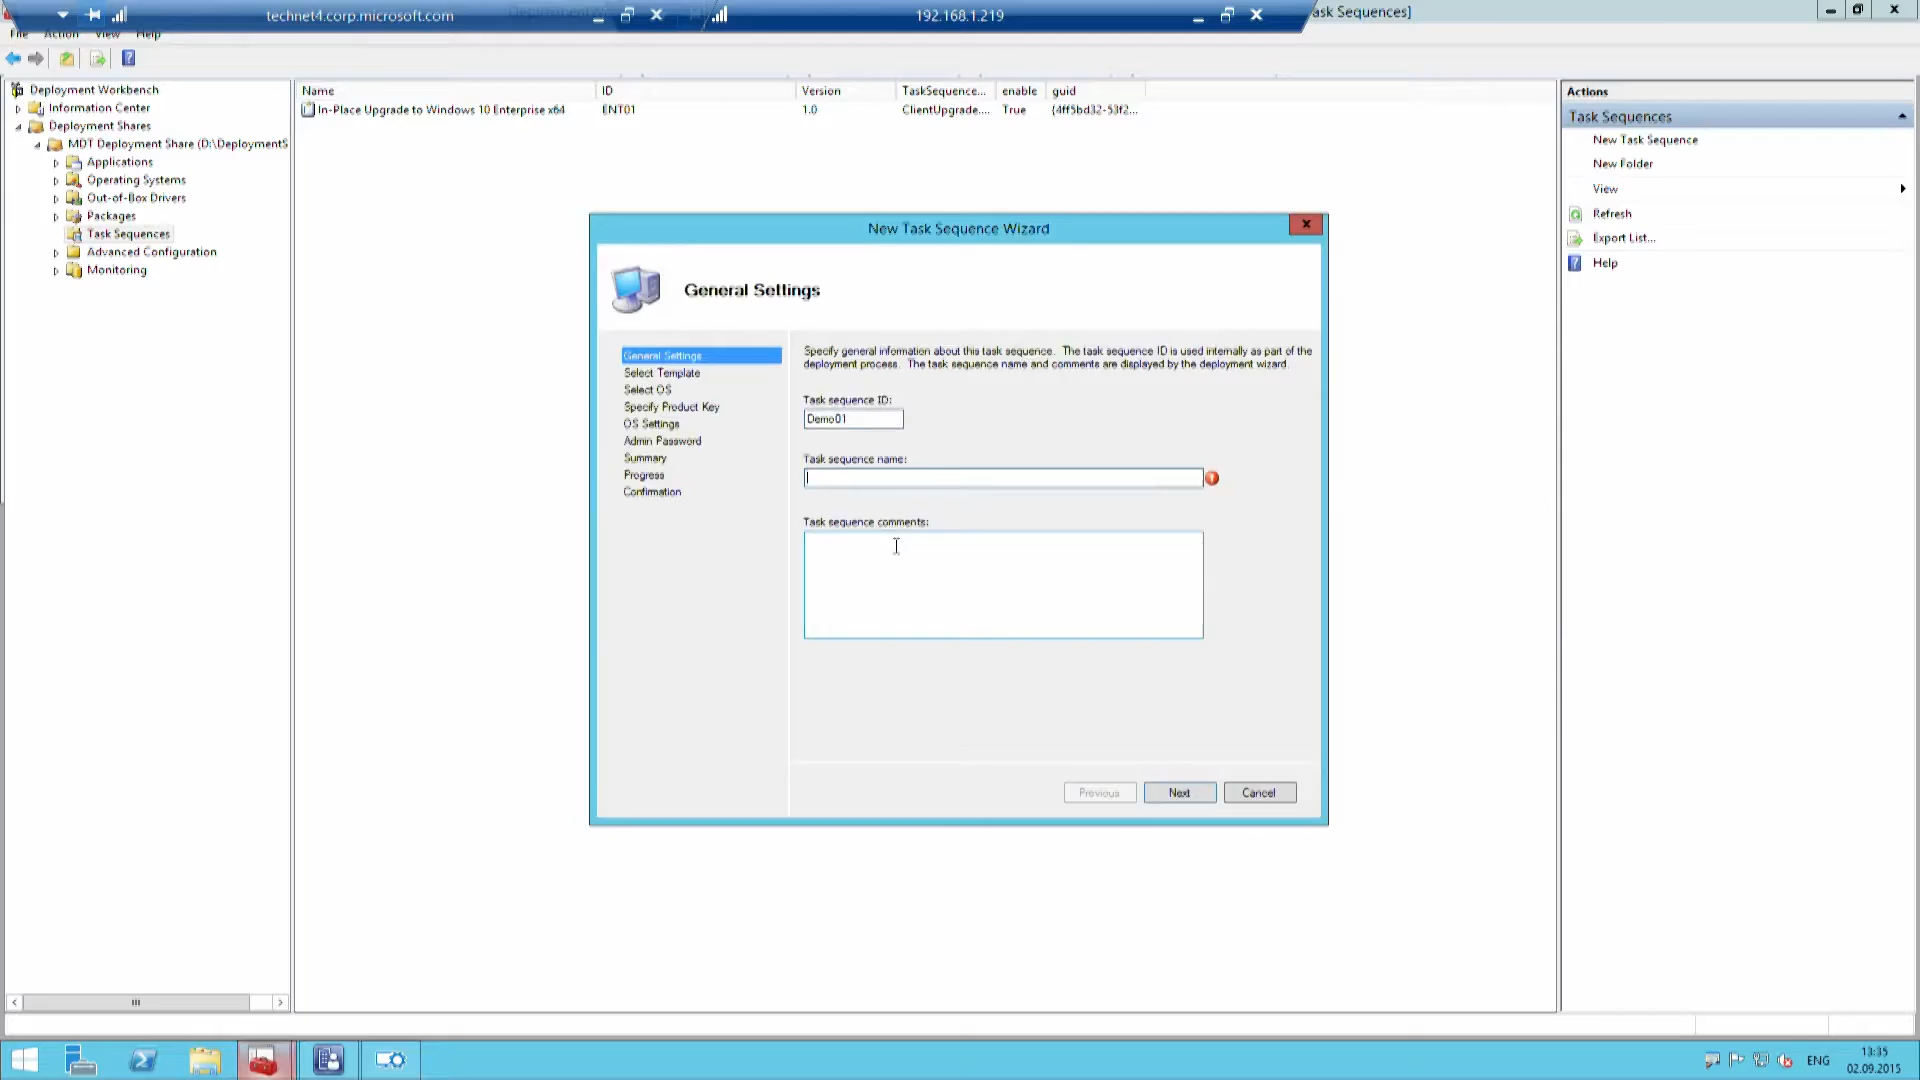 technet4.corp.microsoft.com
192.168.1.219
ask Sequences]
File Action View Help
Deployment Workbench
Information Center
Deployment Shares
MDT Deployment Share (D:\DeploymentS
Applications
Operating Systems
Out-of-Box Drivers
Packages
Task Sequences
Advanced Configuration
Monitoring
Name ID Version TaskSequence... enable guid
In-Place Upgrade to Windows 10 Enterprise x64 ENT01 1.0 ClientUpgrade.... True {4ff5bd32-53f2...
Actions
Task Sequences
New Task Sequence
New Folder
View
Refresh
Export List...
Help
New Task Sequence Wizard
General Settings
General Settings
Select Template
Select OS
Specify Product Key
OS Settings
Admin Password
Summary
Progress
Confirmation
Specify general information about this task sequence. The task sequence ID is used internally as part of the
deployment process. The task sequence name and comments are displayed by the deployment wizard.
Task sequence ID:
Demo01
Task sequence name:
Task sequence comments:
Previous Next Cancel
ENG
13:35
02.09.2015